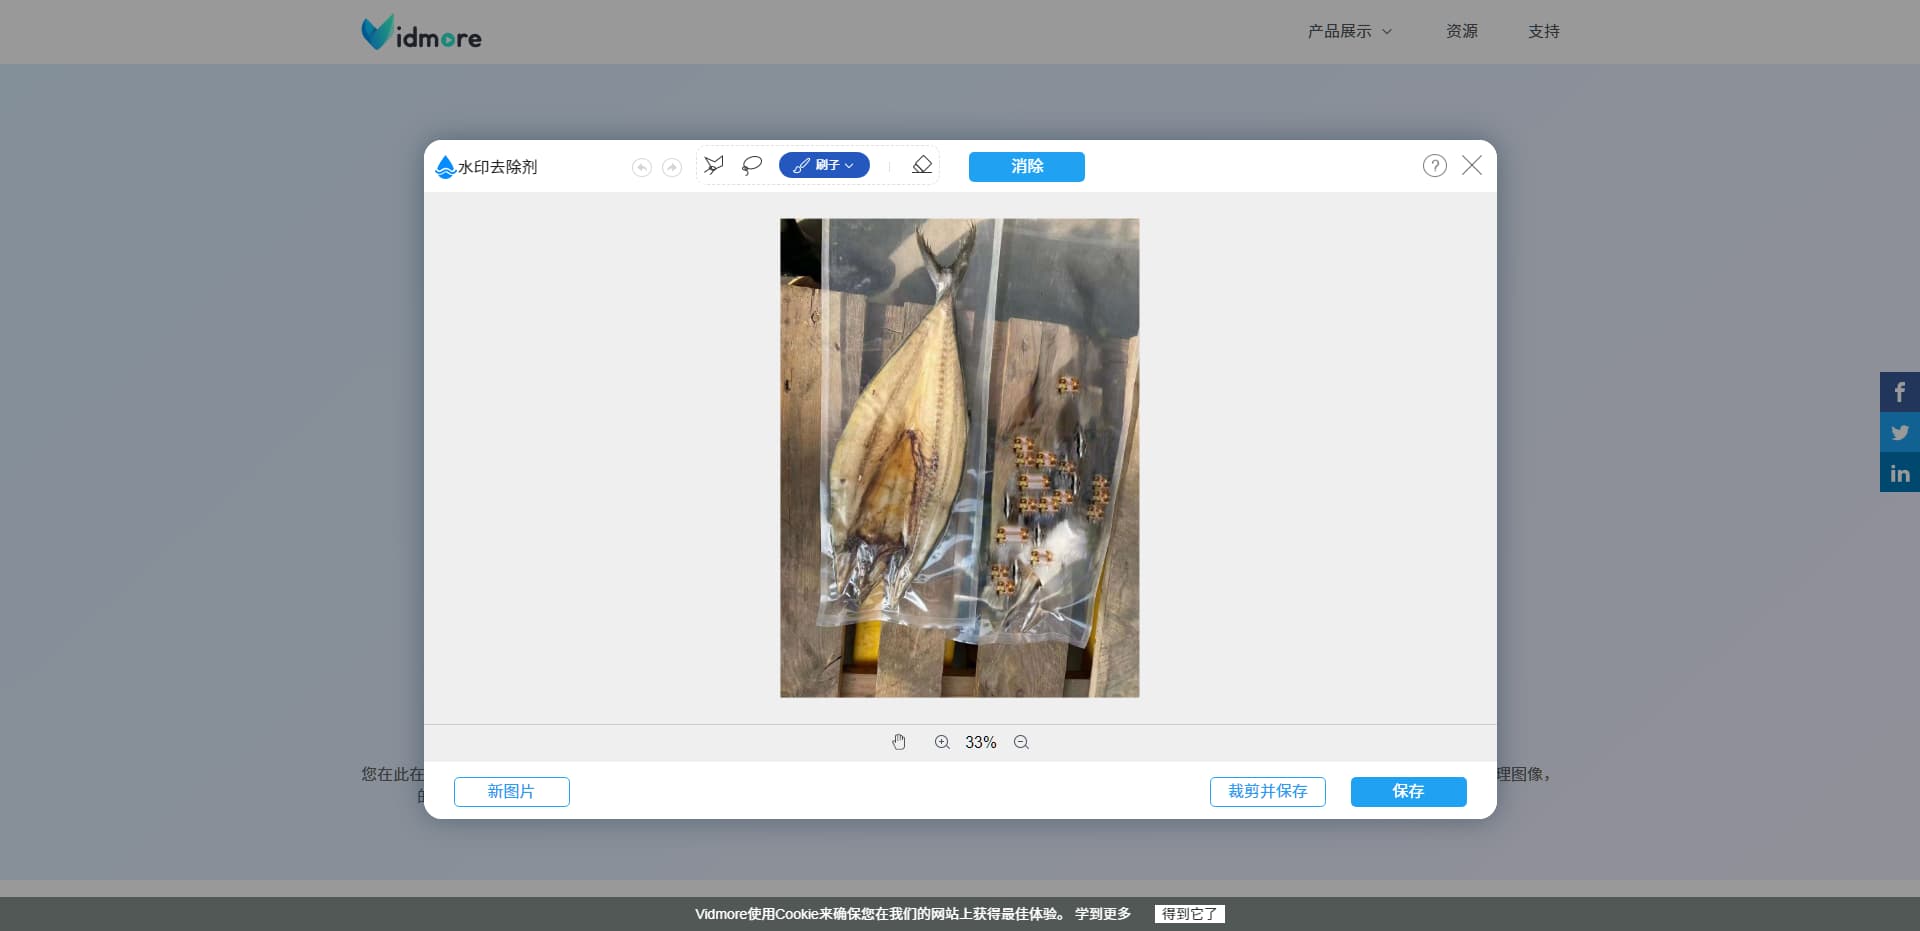 Vidmore
产品展示
资源
支持
水印去除剂
刷子
消除
?
33%
新图片
裁剪并保存
保存
您在此在
理图像，
f
in
Vidmore使用Cookie来确保您在我们的网站上获得最佳体验。 学到更多
得到它了